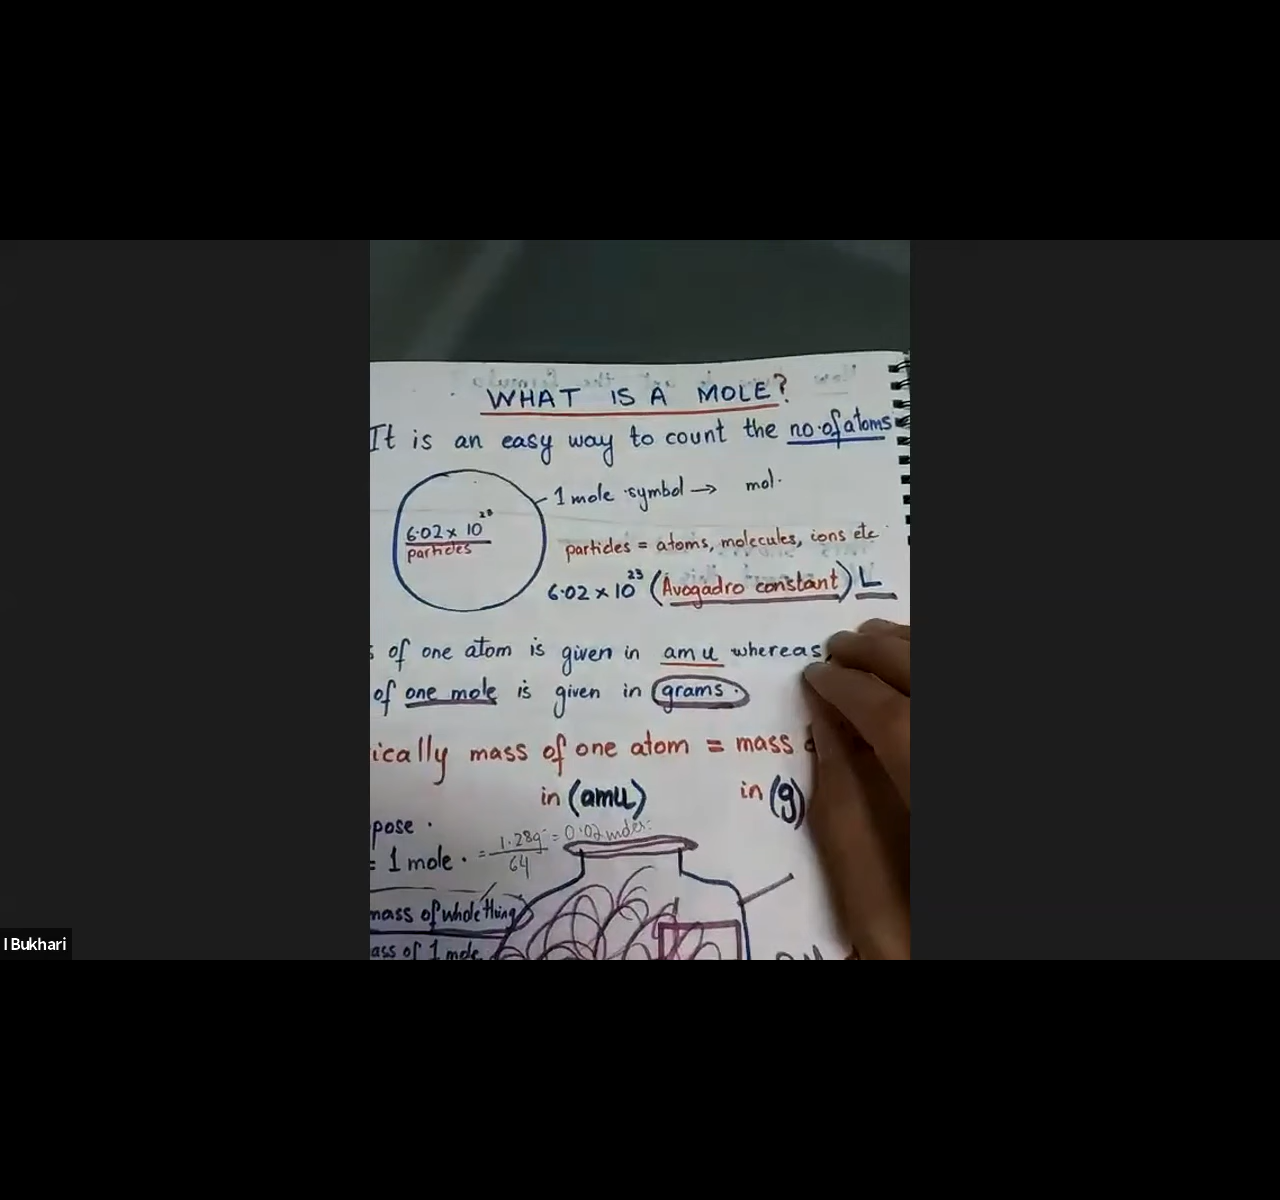 WHAT IS A MOLE?
It is an easy way to count the no. of atoms
1 mole symbol → mol.
6.02 x 10²³
particles
particles = atoms, molecules, ions etc
6.02 x 10²³ (Avogadro constant) L
s of one atom is given in amu whereas,
of one mole is given in grams.
ically mass of one atom = mass
in (amu) in (g)
pose.
= 1 mole. = 1.28g / 64 = 0.02 moles.
mass of whole thing
ass of 1 mole
I Bukhari